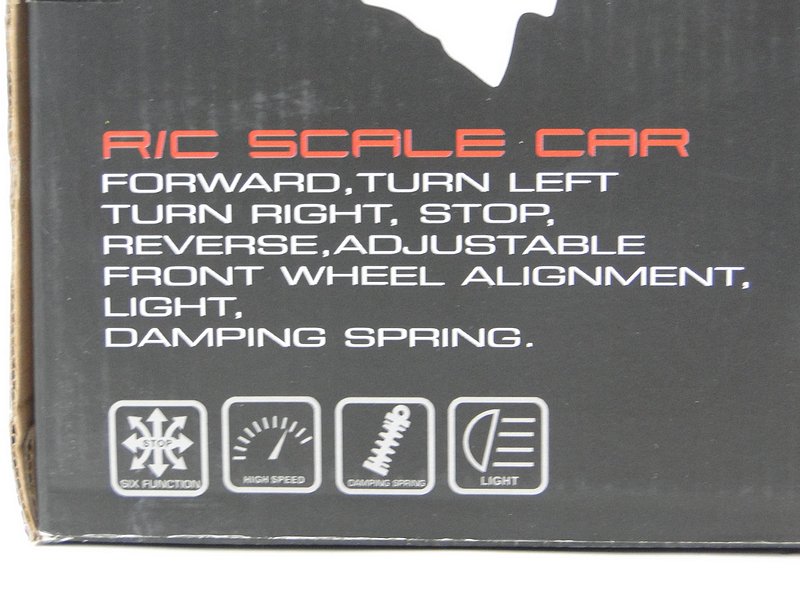 R/C SCALE CAR
FORWARD,TURN LEFT
TURN RIGHT, STOP,
REVERSE,ADJUSTABLE
FRONT WHEEL ALIGNMENT,
LIGHT,
DAMPING SPRING.
STOP
SIX FUNCTION
HIGH SPEED
DAMPING SPRING
LIGHT